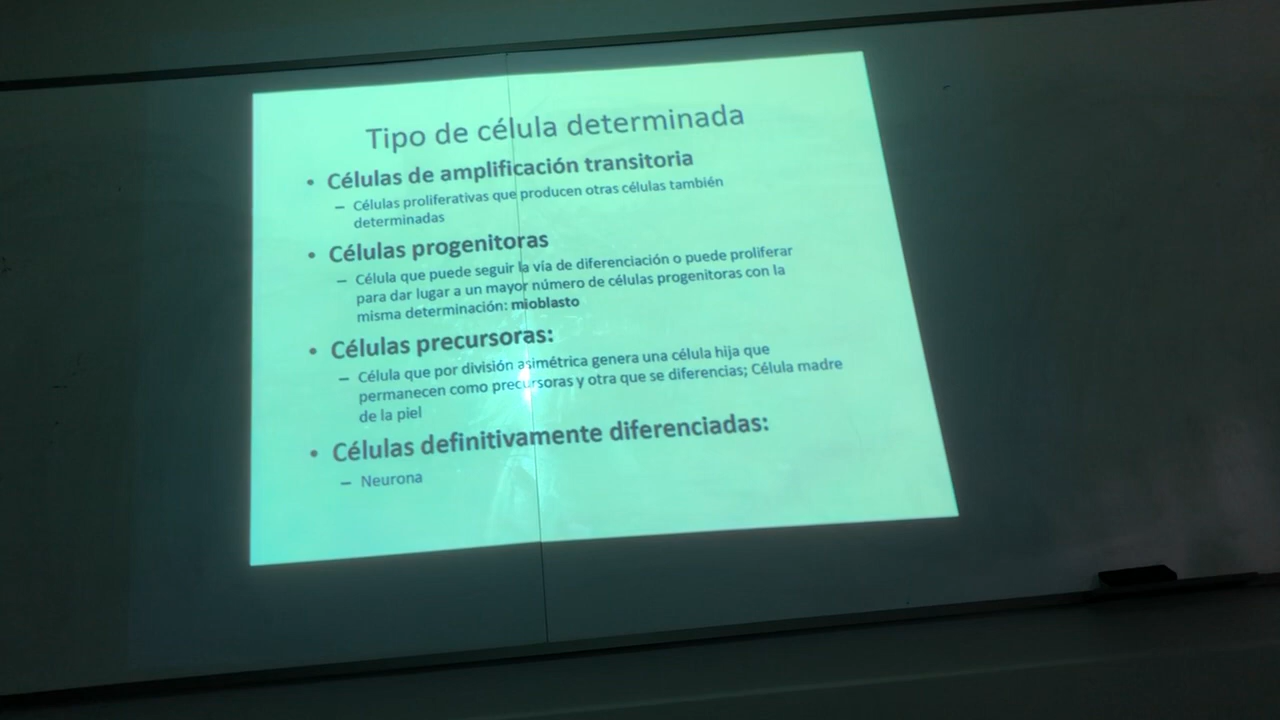 Tipo de célula determinada
• Células de amplificación transitoria
– Células proliferativas que producen otras células también
determinadas
• Células progenitoras
– Célula que puede seguir la vía de diferenciación o puede proliferar
para dar lugar a un mayor número de células progenitoras con la
misma determinación: mioblasto
• Células precursoras:
– Célula que por división asimétrica genera una célula hija que
permanecen como precursoras y otra que se diferencias; Célula madre
de la piel
• Células definitivamente diferenciadas:
– Neurona